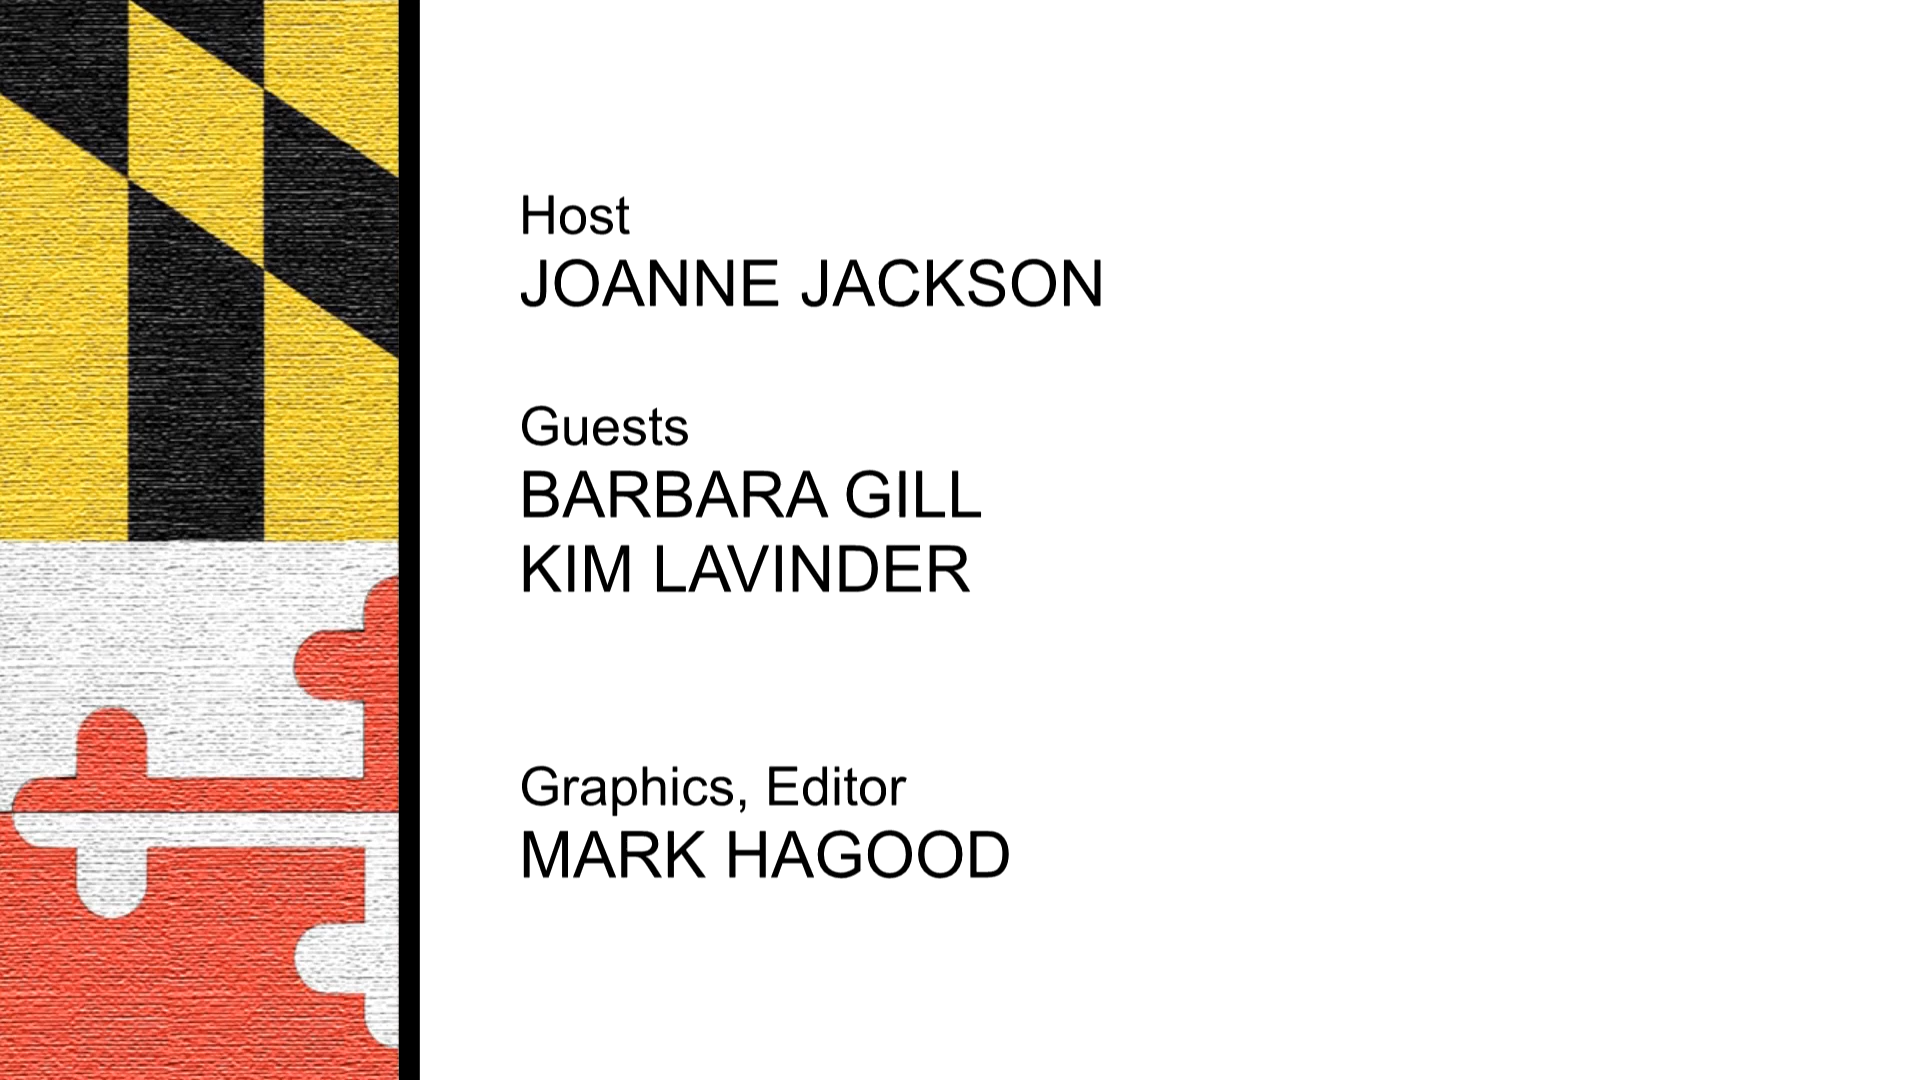 Host
JOANNE JACKSON
Guests
BARBARA GILL
KIM LAVINDER
Graphics, Editor
MARK HAGOOD